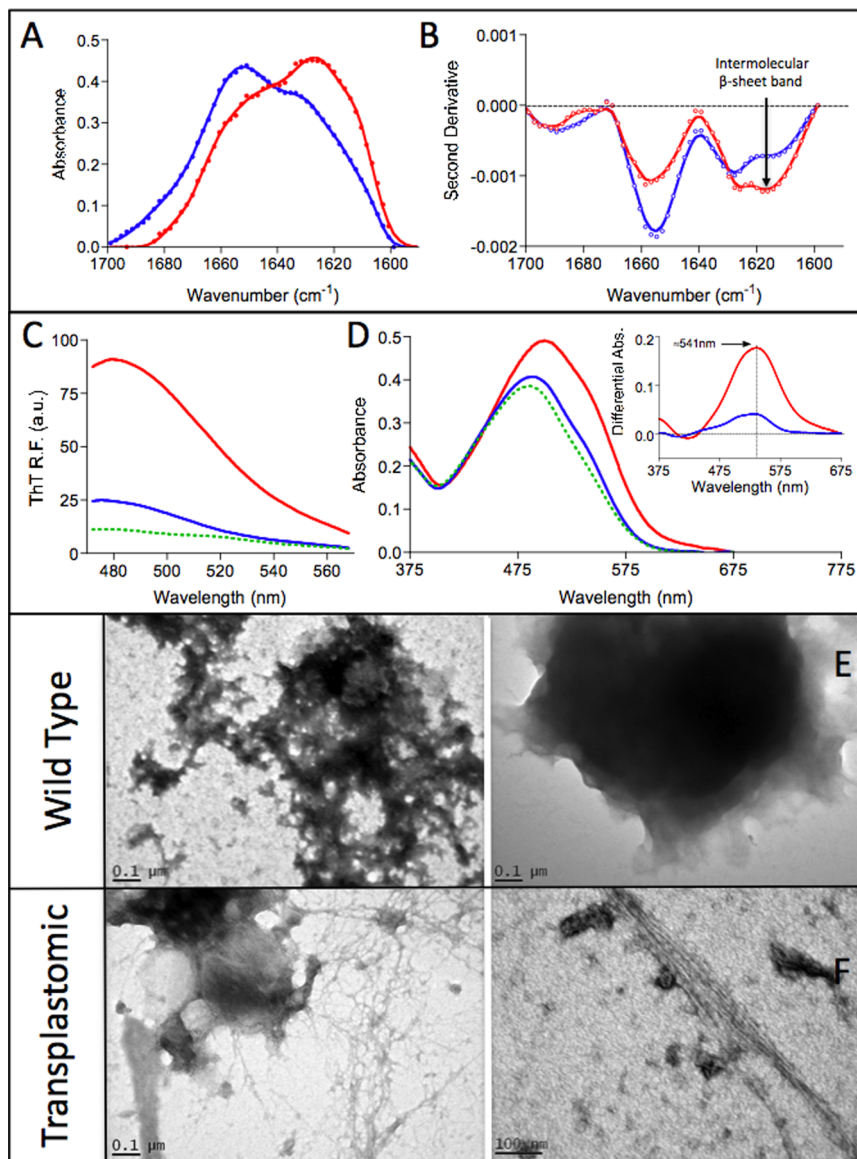 A
Absorbance
0.5
0.4
0.3
0.2
0.1
0.0
1700
1680
1660
1640
1620
1600
Wavenumber (cm-1)
B
Second Derivative
0.001
0.000
-0.001
-0.002
Intermolecular
β-sheet band
1700
1680
1660
1640
1620
1600
Wavenumber (cm-1)
C
ThT R.F. (a.u.)
100
75
50
25
0
480
500
520
540
560
Wavelength (nm)
D
Absorbance
0.5
0.4
0.3
0.2
0.1
0.0
375
475
575
675
775
Wavelength (nm)
Differential Abs.
0.2
0.1
0.0
≈541nm
375
475
575
675
Wavelength (nm)
Wild Type
0.1 µm
E
0.1 µm
Transplastomic
0.1 µm
F
100 nm